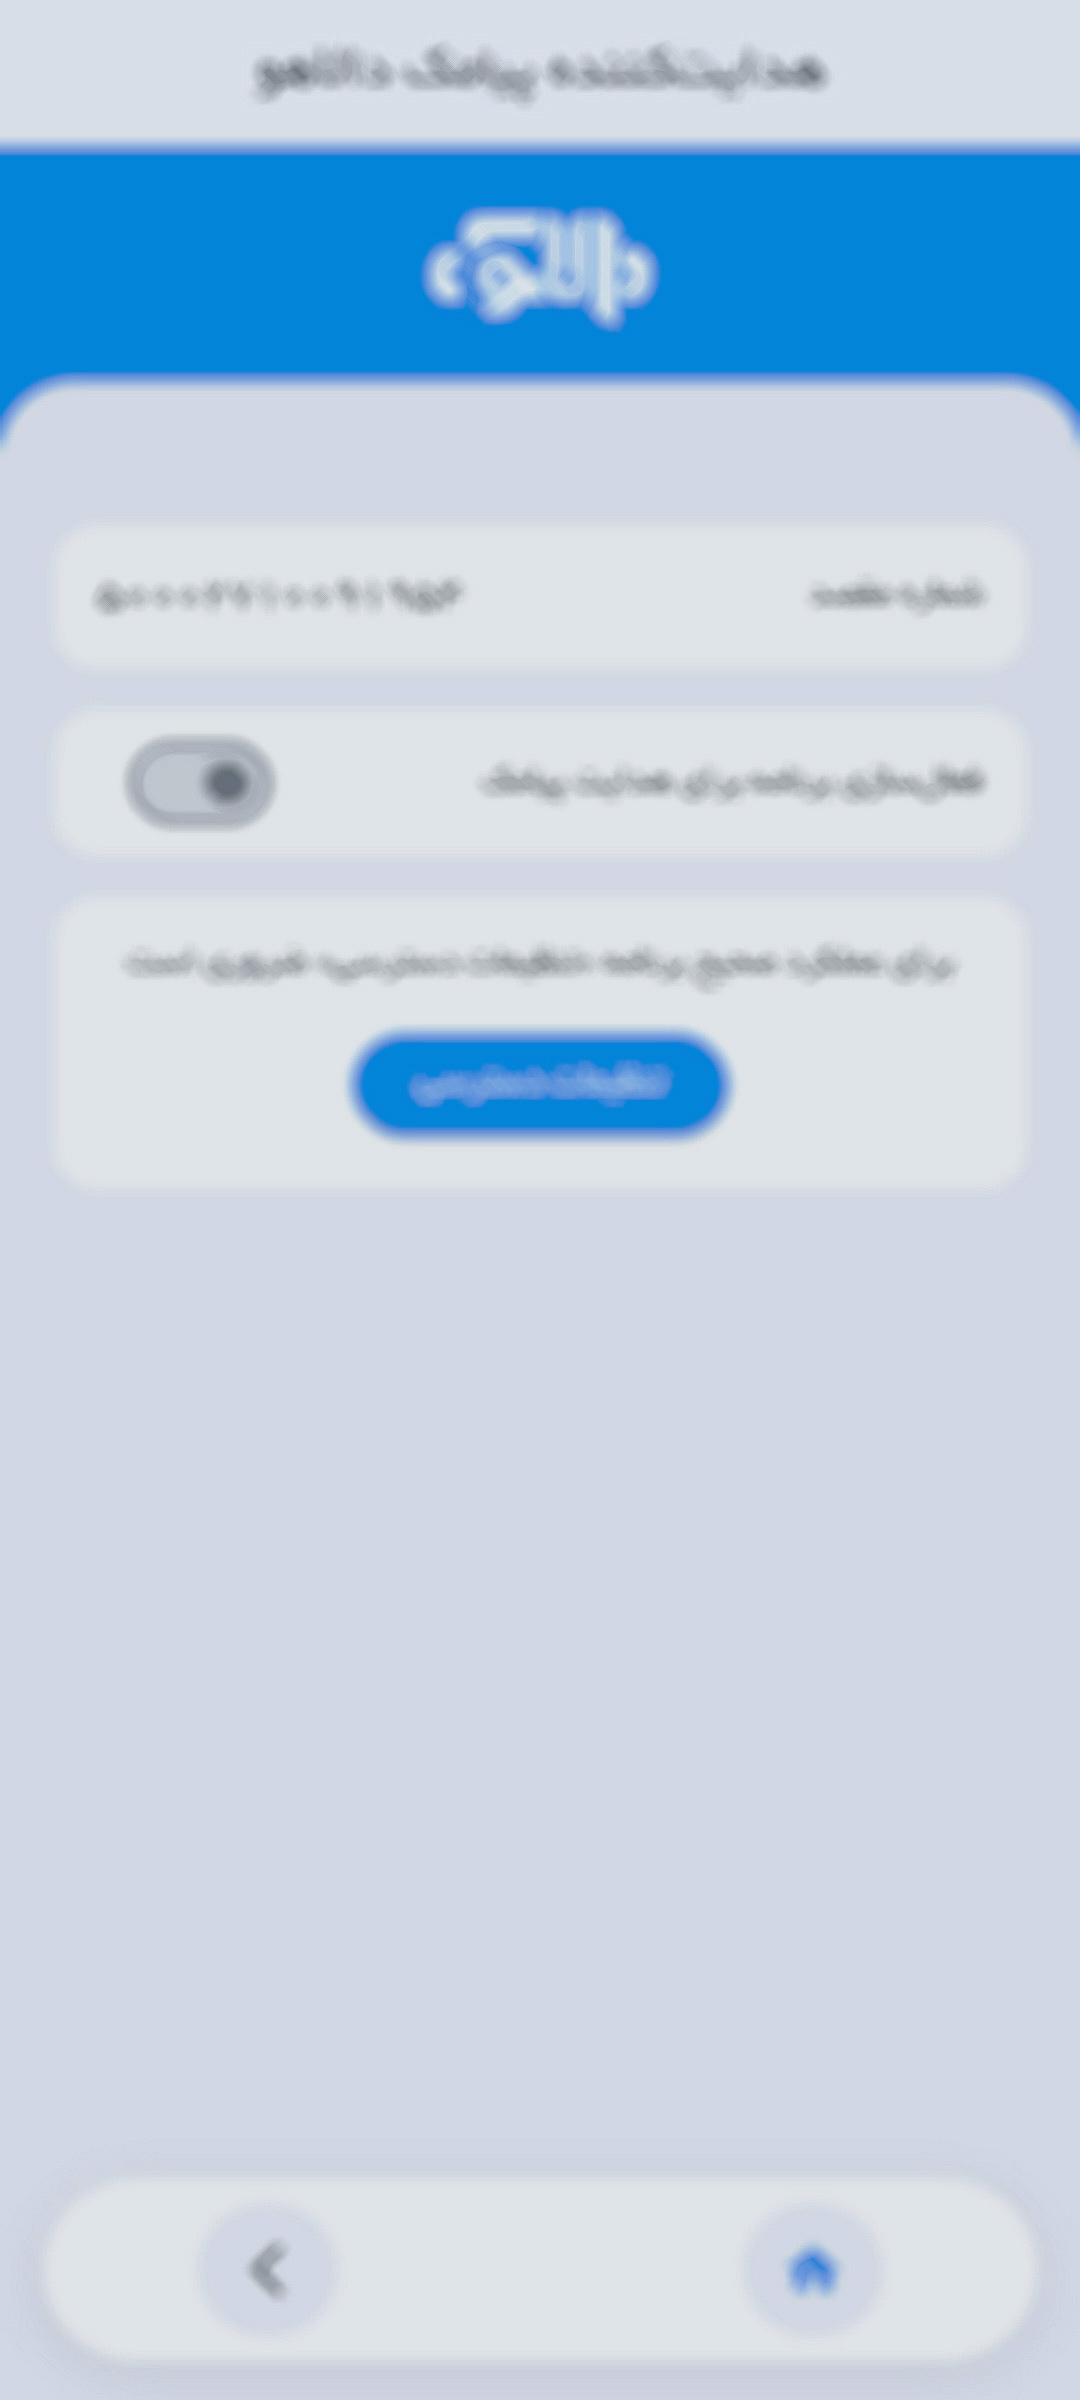 هدایت‌کننده پیامک دالاهو
دالاهو
شماره مقصد
فعال‌سازی برنامه برای هدایت پیامک
برای عملکرد صحیح برنامه تنظیمات دسترسی، ضروری است
تنظیمات دسترسی